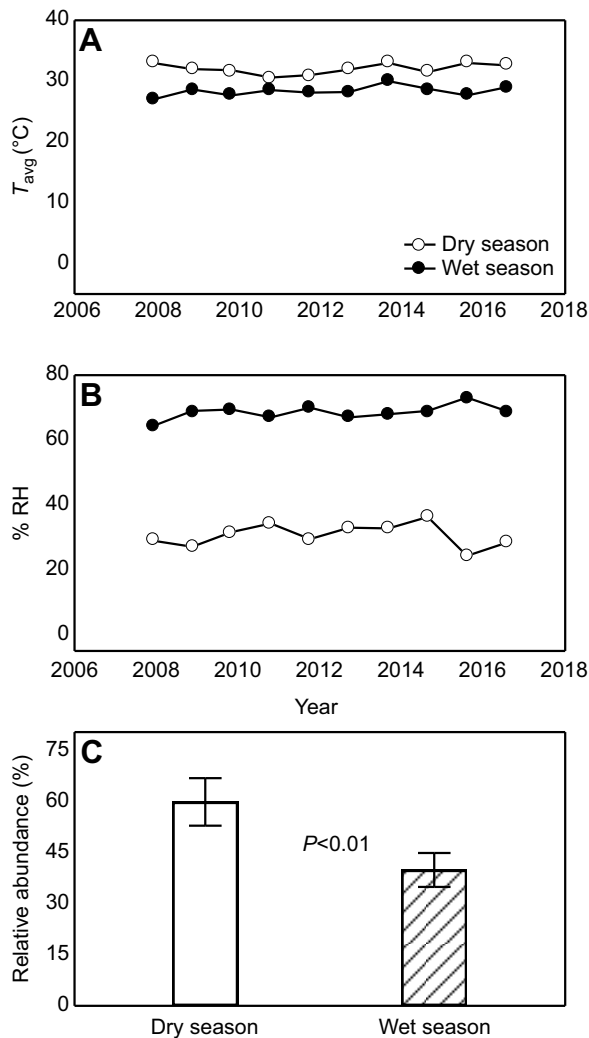 A
40
30
20
10
0
T avg (°C)
Dry season
Wet season
2006 2008 2010 2012 2014 2016 2018
B
80
60
40
20
0
% RH
2006 2008 2010 2012 2014 2016 2018
Year
C
75
60
45
30
15
0
Relative abundance (%)
P<0.01
Dry season Wet season